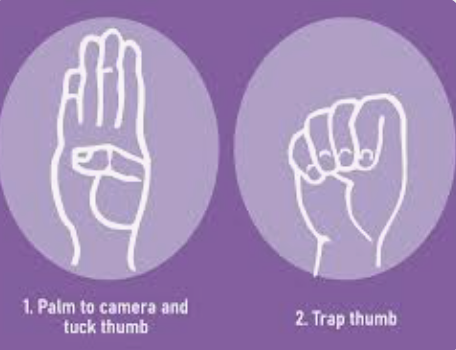 1. Palm to camera and
tuck thumb
2. Trap thumb